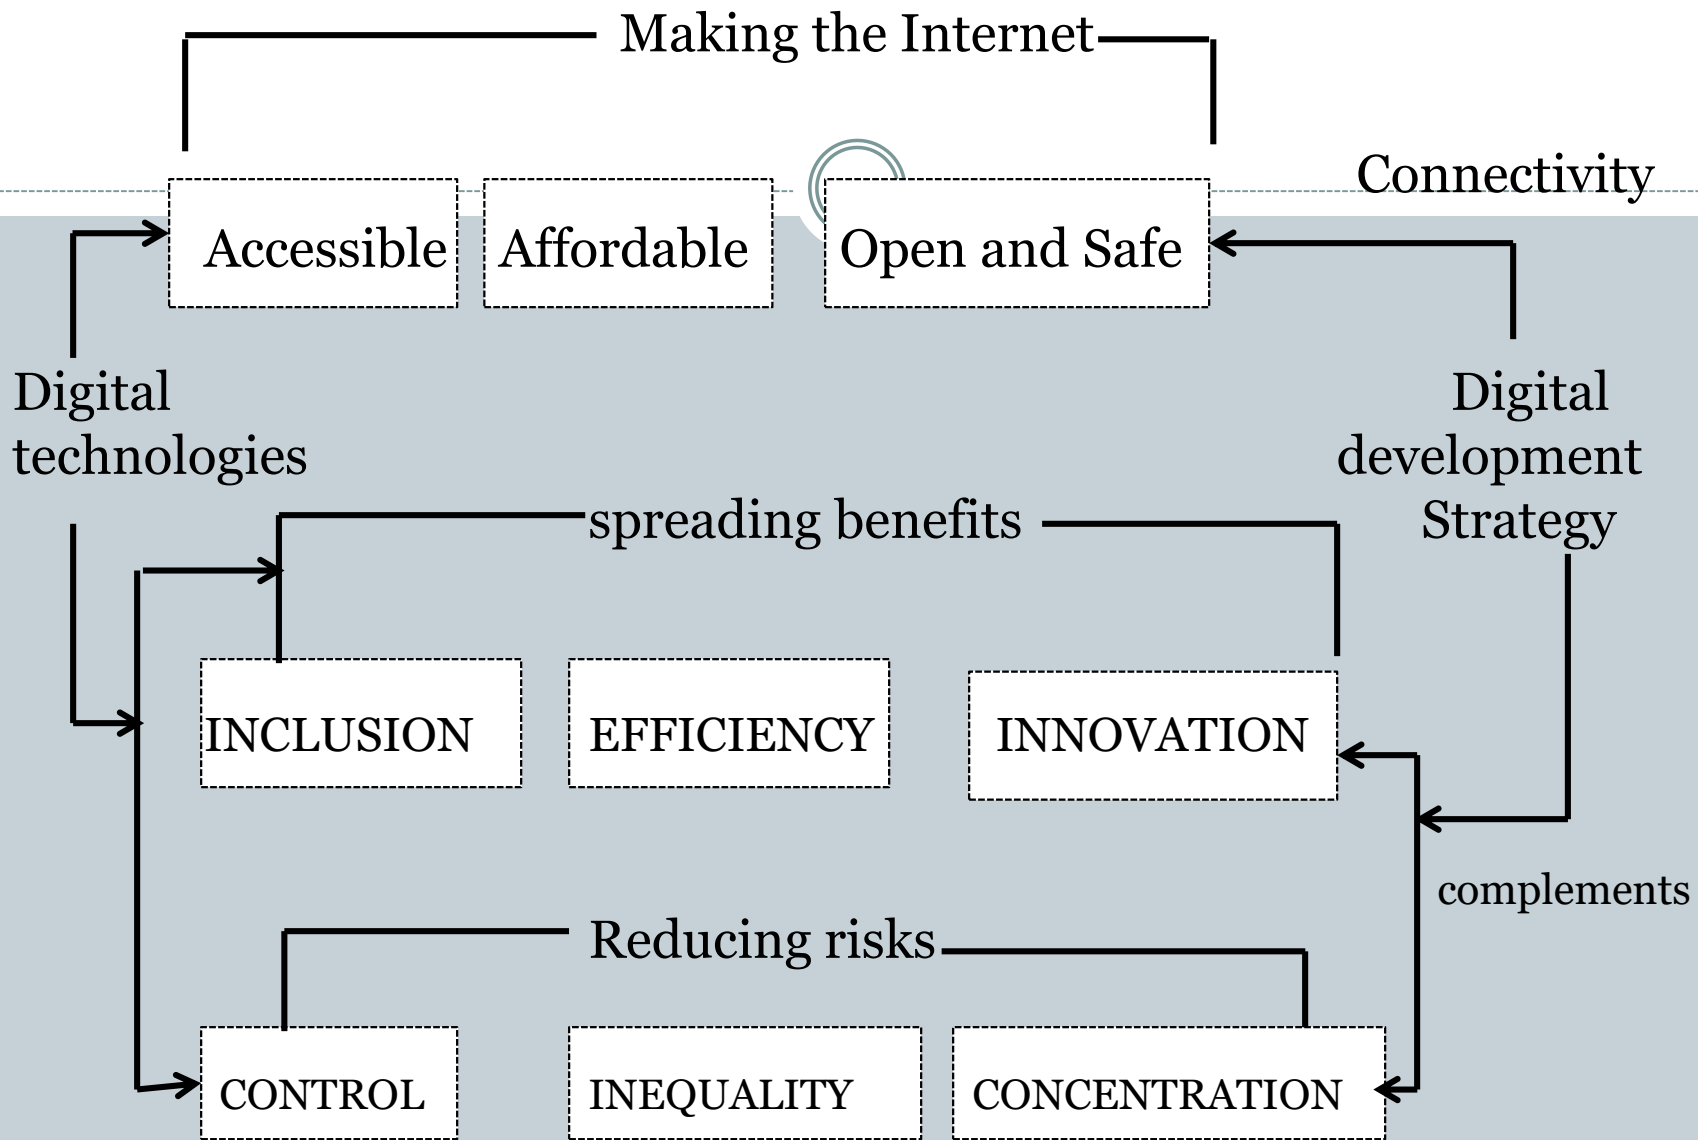 Making the Internet
Connectivity
Accessible
Affordable
Open and Safe
Digital
technologies
Digital
development
Strategy
spreading benefits
INCLUSION
EFFICIENCY
INNOVATION
complements
Reducing risks
CONTROL
INEQUALITY
CONCENTRATION